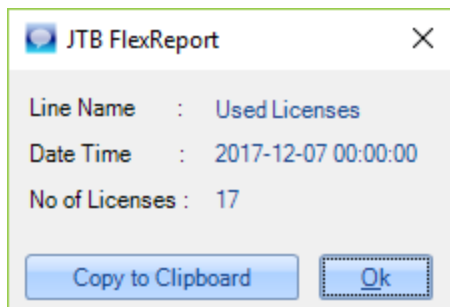 JTB FlexReport
Line Name : Used Licenses
Date Time : 2017-12-07 00:00:00
No of Licenses : 17
Copy to Clipboard Ok